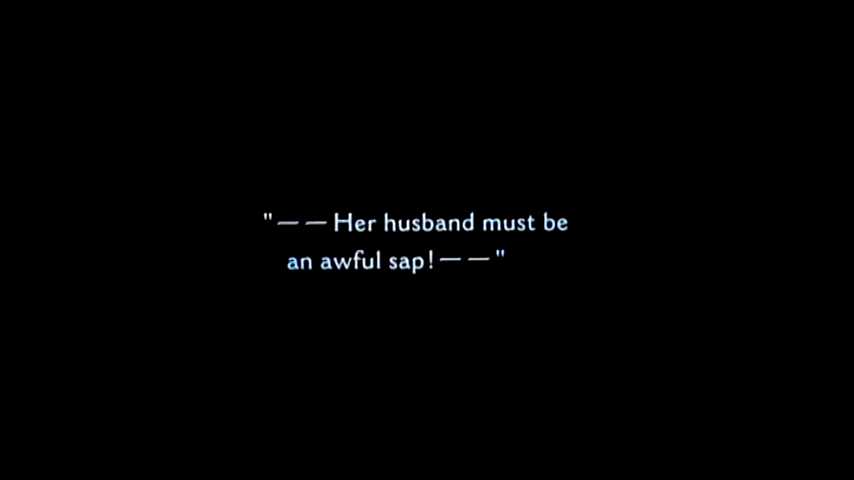 "— — Her husband must be
an awful sap! — — "